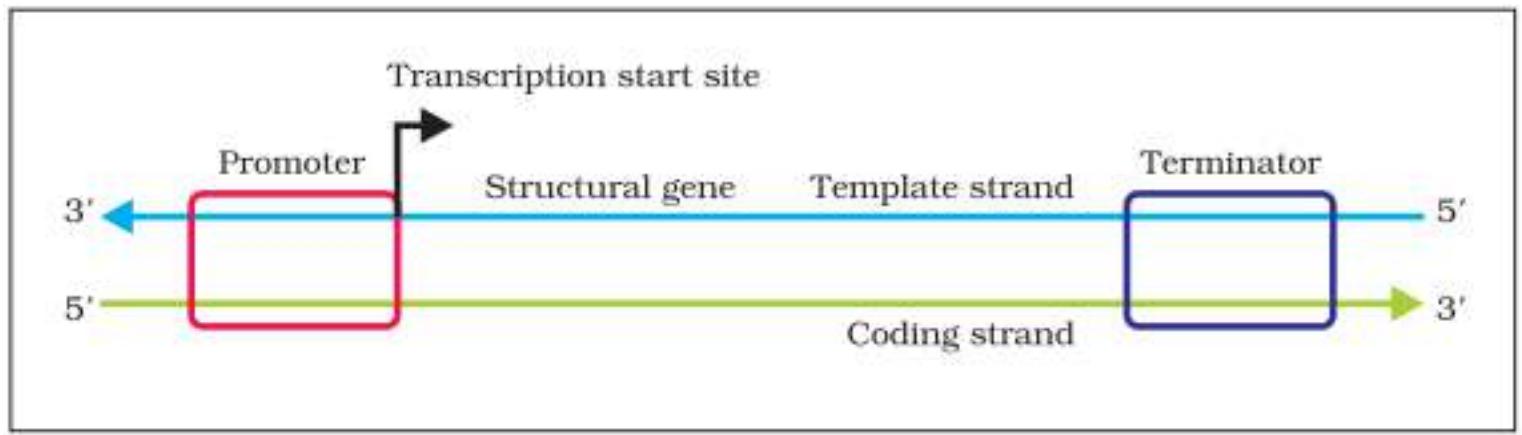 Transcription start site
Promoter
Terminator
Structural gene
Template strand
3′
5′
5′
3′
Coding strand